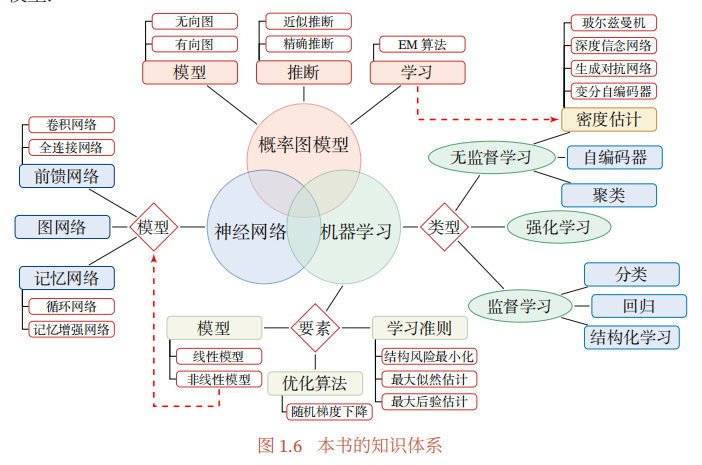 模型.
无向图
有向图
模型
近似推断
精确推断
推断
EM 算法
学习
玻尔兹曼机
深度信念网络
生成对抗网络
变分自编码器
密度估计
概率图模型
神经网络
机器学习
卷积网络
全连接网络
前馈网络
图网络
模型
记忆网络
循环网络
记忆增强网络
类型
无监督学习
自编码器
聚类
强化学习
监督学习
分类
回归
结构化学习
要素
模型
线性模型
非线性模型
优化算法
随机梯度下降
学习准则
结构风险最小化
最大似然估计
最大后验估计
图 1.6 本书的知识体系